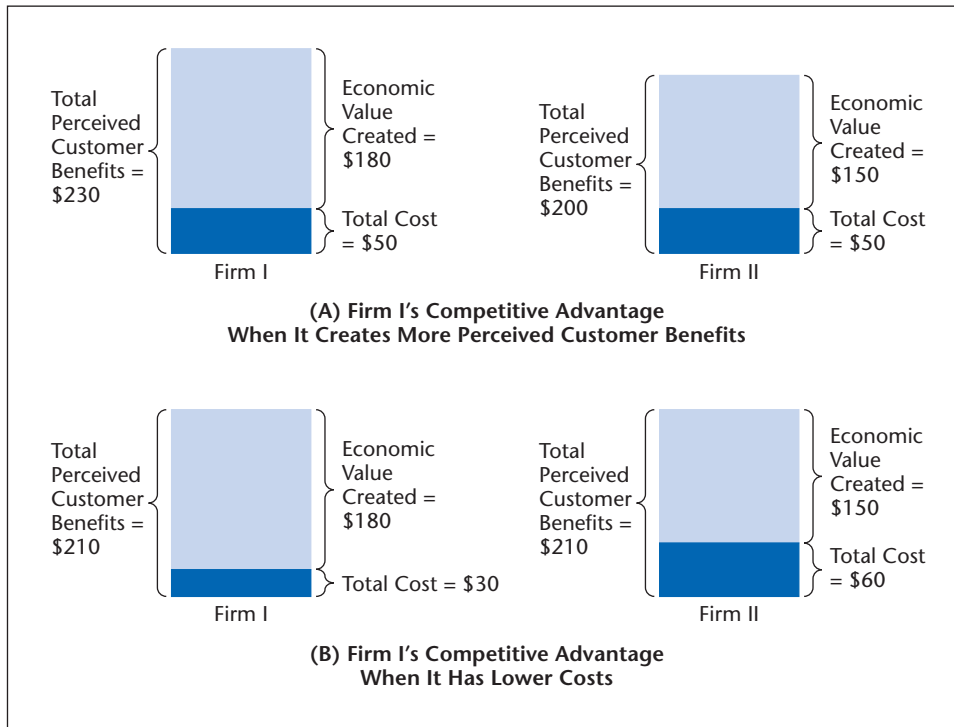 Total
Perceived
Customer
Benefits =
$230
Economic
Value
Created =
$180
Total Cost
= $50
Firm I
Total
Perceived
Customer
Benefits =
$200
Economic
Value
Created =
$150
Total Cost
= $50
Firm II
(A) Firm I's Competitive Advantage
When It Creates More Perceived Customer Benefits
Total
Perceived
Customer
Benefits =
$210
Economic
Value
Created =
$180
Total Cost = $30
Firm I
Total
Perceived
Customer
Benefits =
$210
Economic
Value
Created =
$150
Total Cost
= $60
Firm II
(B) Firm I's Competitive Advantage
When It Has Lower Costs